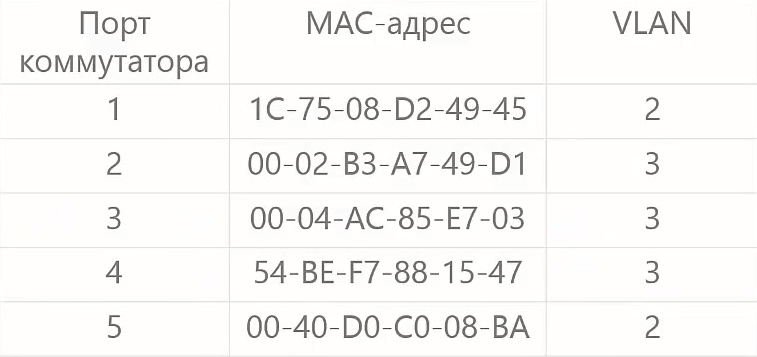 Порт коммутатора MAC-адрес VLAN
1 1C-75-08-D2-49-45 2
2 00-02-B3-A7-49-D1 3
3 00-04-AC-85-E7-03 3
4 54-BE-F7-88-15-47 3
5 00-40-D0-C0-08-BA 2